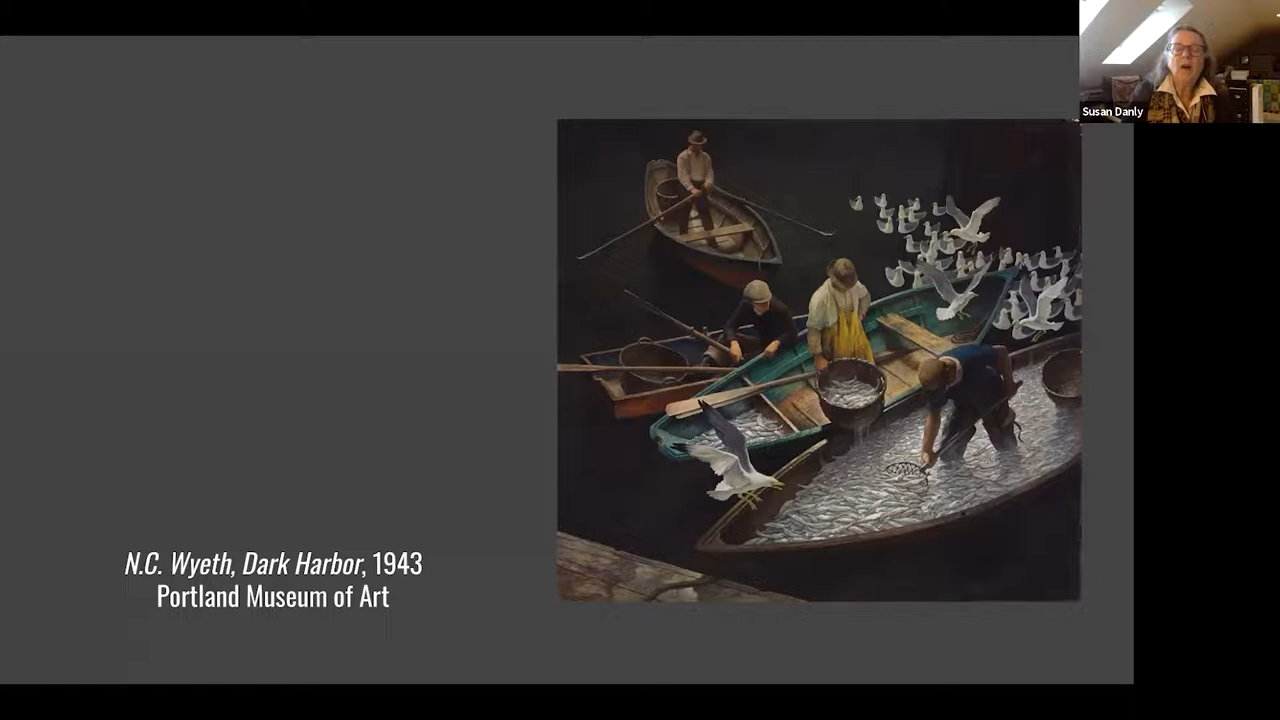 Susan Danly
N.C. Wyeth, Dark Harbor, 1943
Portland Museum of Art